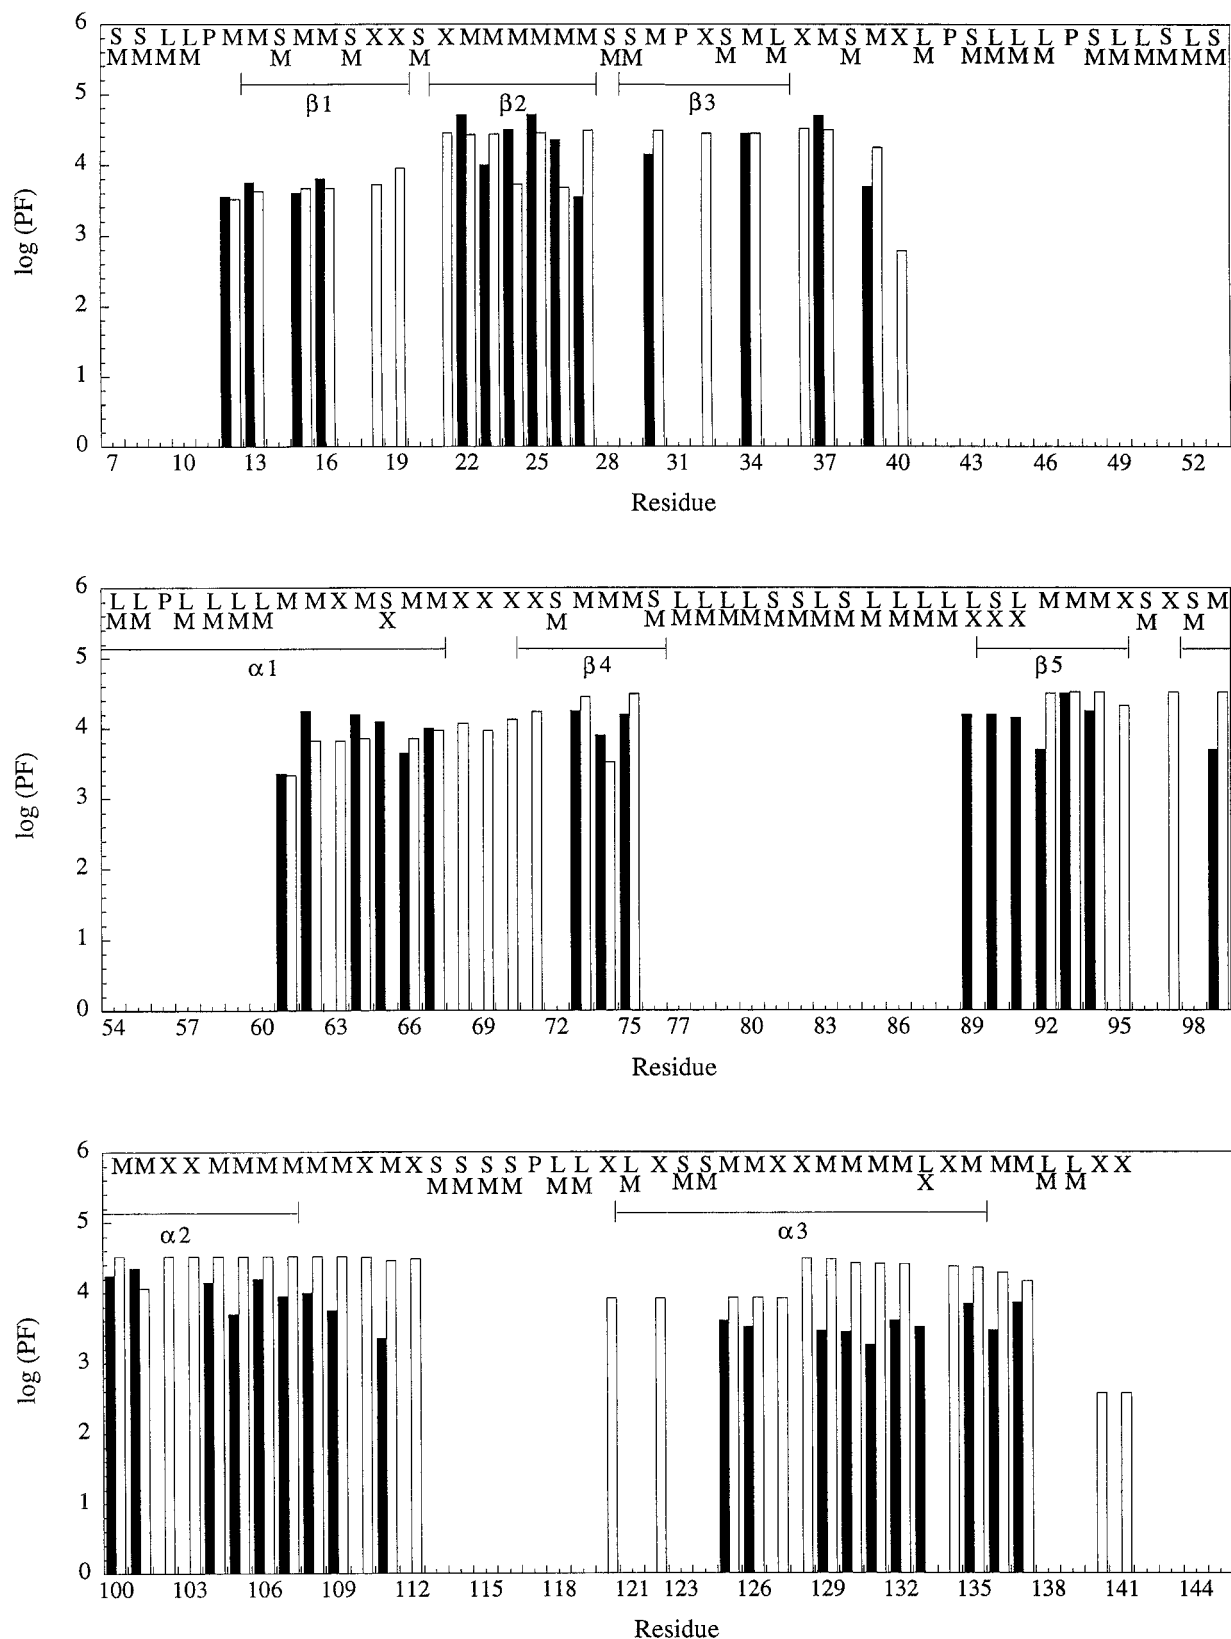 6
S S L L P M M S M M S X X S X M M M M M M S S M P X S M L X M S M X L P S L L L P S L L S L S
M M M M M M M M M M M M M M M M M M M M M M M
5
β1 β2 β3
4
3
2
1
0
log (PF)
7 10 13 16 19 22 25 28 31 34 37 40 43 46 49 52
Residue
6
L L P L L L L M M X M S M M X X X X S M M M S L L L L S S L S L L L L L S L M M M X S X S M
M M M M M M X M M M M M M M M M M M M M M X X X M M
5
α1 β4 β5
4
3
2
1
0
log (PF)
54 57 60 63 66 69 72 75 77 80 83 86 89 92 95 98
Residue
6
M M X X M M M M M M X M X S S S S P L L X L X S S M M X X M M M M L X M M M L L X X
M M M M M M M M M X M M
5
α2 α3
4
3
2
1
0
log (PF)
100 103 106 109 112 115 118 121 123 126 129 132 135 138 141 144
Residue